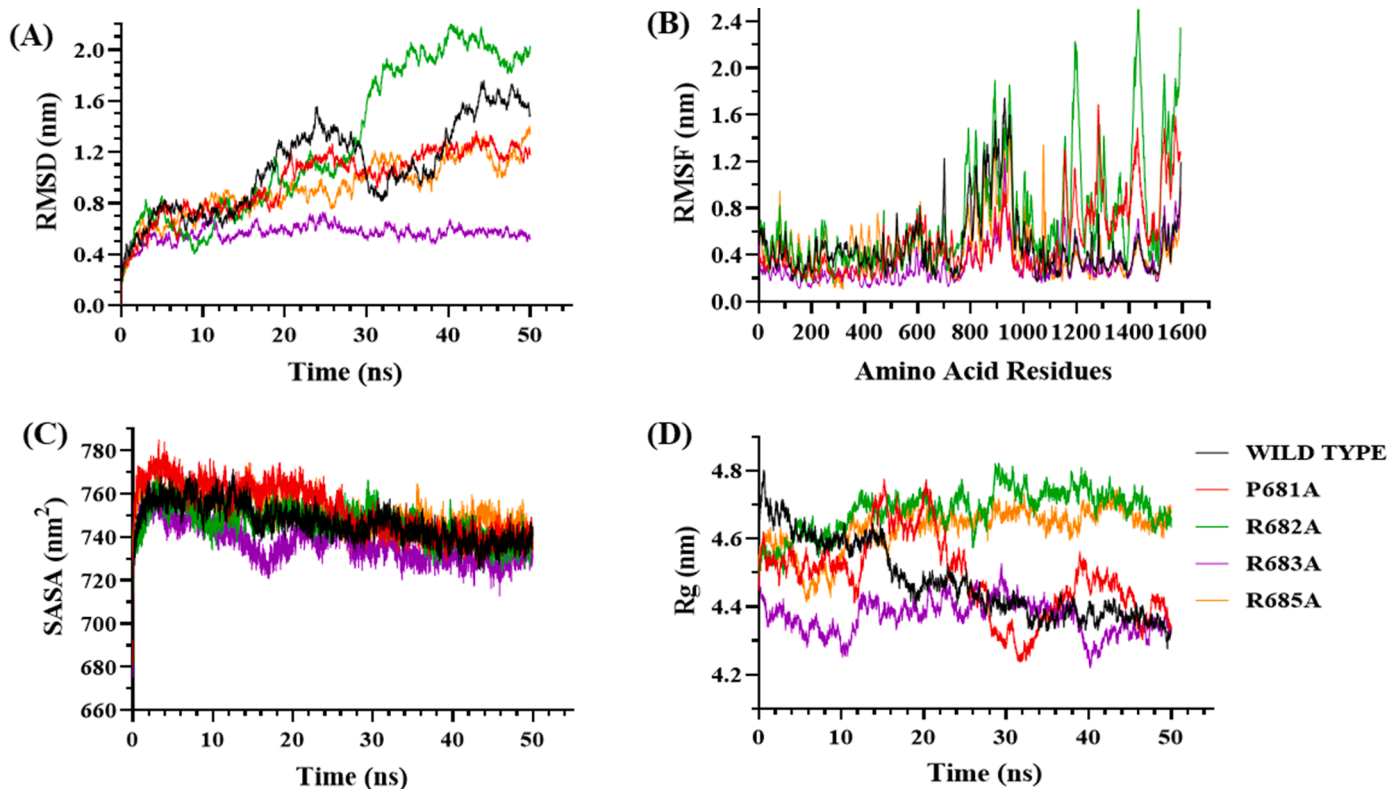 (A)
RMSD (nm)
2.0
1.6
1.2
0.8
0.4
0.0
0 10 20 30 40 50
Time (ns)
(B)
RMSF (nm)
2.4
2.0
1.6
1.2
0.8
0.4
0.0
0 200 400 600 800 1000 1200 1400 1600
Amino Acid Residues
(C)
SASA (nm2)
780
760
740
720
700
680
660
0 10 20 30 40 50
Time (ns)
(D)
Rg (nm)
4.8
4.6
4.4
4.2
0 10 20 30 40 50
Time (ns)
WILD TYPE
P681A
R682A
R683A
R685A